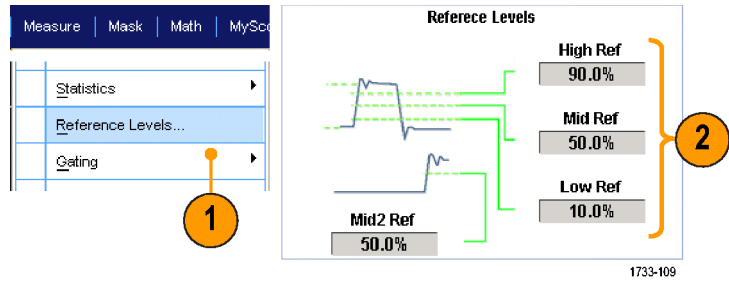 Measure Mask Math MySco
Statistics
Reference Levels...
Gating
1
Referece Levels
High Ref
90.0%
Mid Ref
50.0%
Low Ref
10.0%
Mid2 Ref
50.0%
2
1733-109